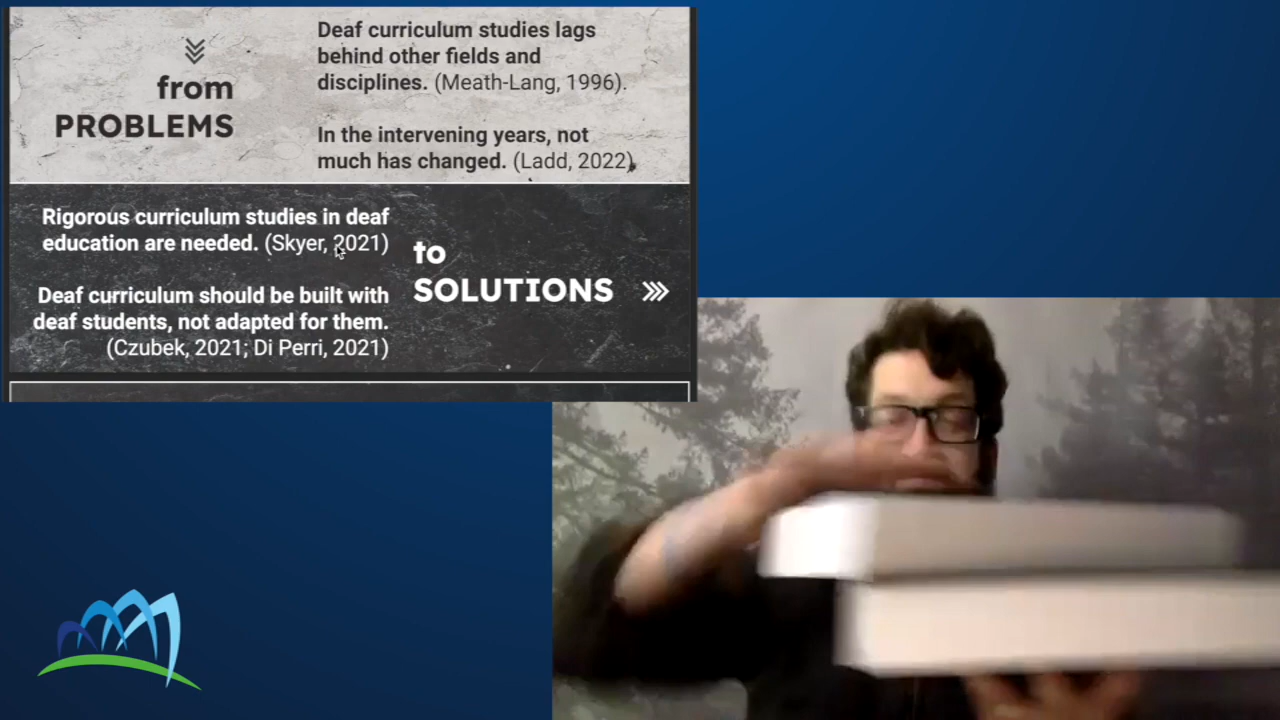 from
PROBLEMS
Deaf curriculum studies lags
behind other fields and
disciplines. (Meath-Lang, 1996).
In the intervening years, not
much has changed. (Ladd, 2022).
Rigorous curriculum studies in deaf
education are needed. (Skyer, 2021)
Deaf curriculum should be built with
deaf students, not adapted for them.
(Czubek, 2021; Di Perri, 2021)
to
SOLUTIONS